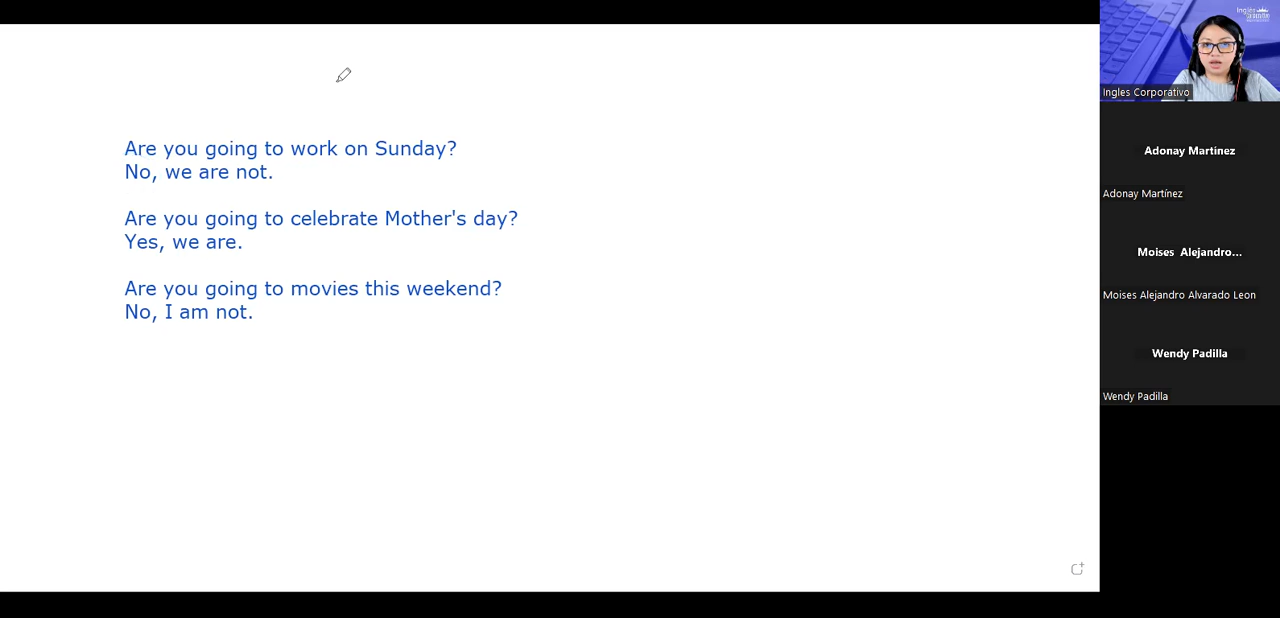 Are you going to work on Sunday?
No, we are not.
Are you going to celebrate Mother's day?
Yes, we are.
Are you going to movies this weekend?
No, I am not.
Ingles
Ingles Corporativo
Adonay Martinez
Adonay Martínez
Moises Alejandro...
Moises Alejandro Alvarado Leon
Wendy Padilla
Wendy Padilla